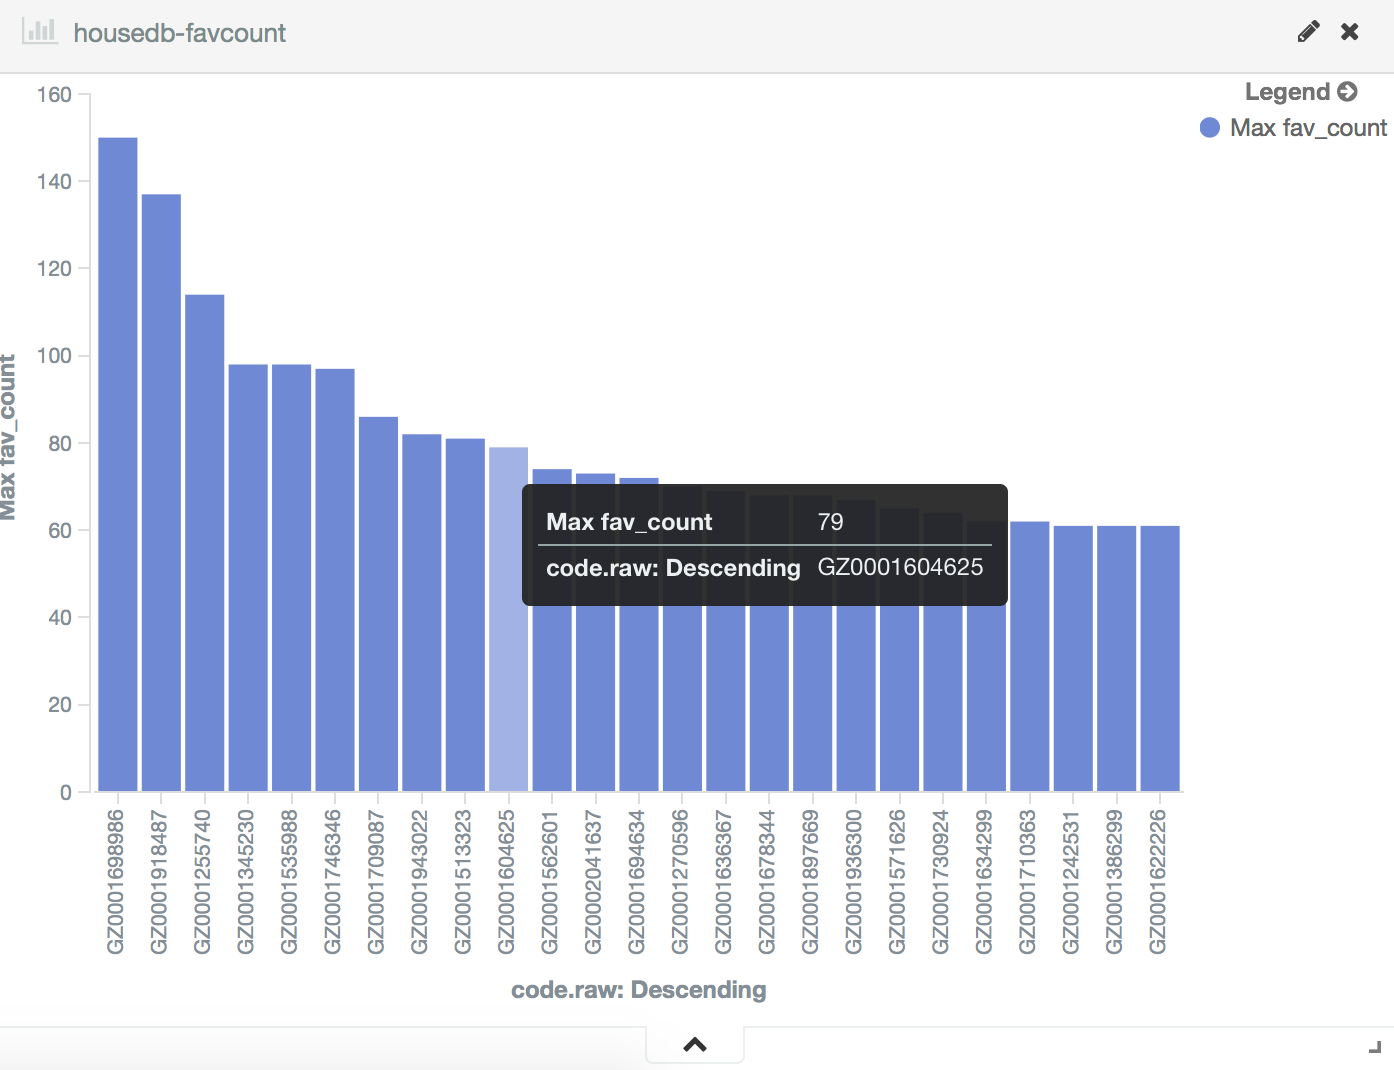 housedb-favcount
Legend
Max fav_count
160
140
120
100
80
60
40
20
0
Max fav_count
Max fav_count 79
code.raw: Descending GZ0001604625
GZ0001698986
GZ0001918487
GZ0001255740
GZ0001345230
GZ0001535988
GZ0001746346
GZ0001709087
GZ0001943022
GZ0001513323
GZ0001604625
GZ0001562601
GZ0002041637
GZ0001694634
GZ0001270596
GZ0001636367
GZ0001678344
GZ0001897669
GZ0001936300
GZ0001571626
GZ0001730924
GZ0001634299
GZ0001710363
GZ0001242531
GZ0001386299
GZ0001622226
code.raw: Descending